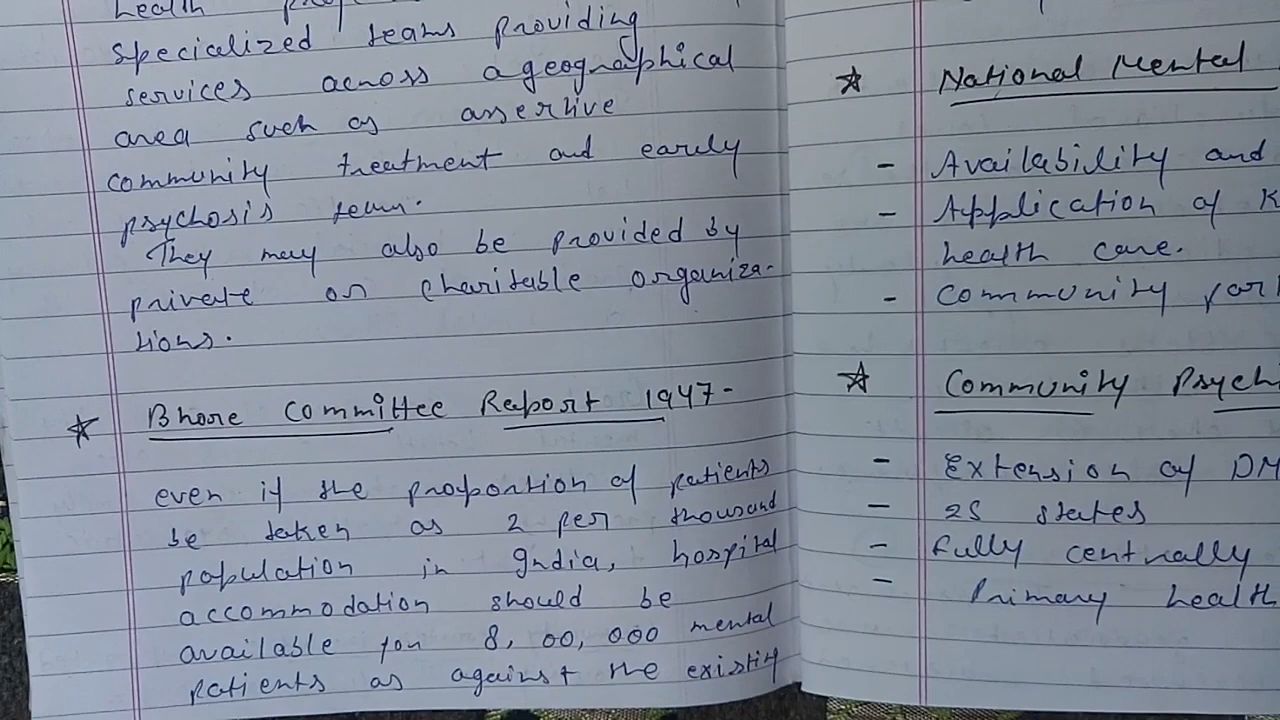 health
specialized teams providing
services across a geographical
area such as asserive
community treatment and early
psychosis team.
They may also be provided by
private or charitable organiza-
tions.
☆ Bhore Committee Report 1947-
even if the proportion of patients
be taken as 2 per thousand
population in India, hospital
accommodation should be
available for 8,00,000 mental
patients as against the existing
☆ National Mental
- Availability and
- Application of K
health care.
- Community par
☆ Community Psych
- Extension of DM
- 25 states
- Fully centrally
- Primary health